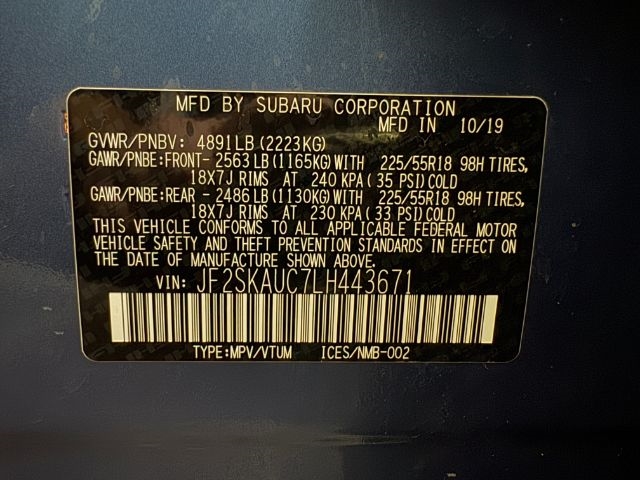 MFD BY SUBARU CORPORATION
MFD IN 10/19
GVWR/PNBV: 4891LB(2223KG)
GAWR/PNBE:FRONT- 2563LB(1165KG)WITH 225/55R18 98H TIRES,
18X7J RIMS AT 240 KPA(35 PSI)COLD
GAWR/PNBE:REAR - 2486LB(1130KG)WITH 225/55R18 98H TIRES,
18X7J RIMS AT 230 KPA(33 PSI)COLD
THIS VEHICLE CONFORMS TO ALL APPLICABLE FEDERAL MOTOR
VEHICLE SAFETY AND THEFT PREVENTION STANDARDS IN EFFECT ON
THE DATE OF MANUFACTURE SHOWN ABOVE.
VIN: JF2SKAUC7LH443671
TYPE:MPV/VTUM ICES/NMB-002